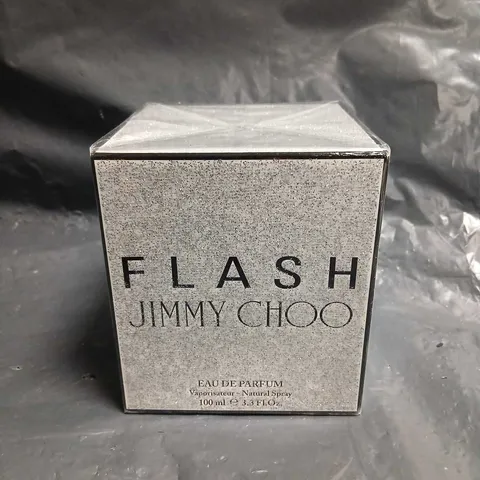 FLASH
JIMMY CHOO
EAU DE PARFUM
Vaporisateur - Natural Spray
100 ml ℮ 3.3 Fl.Oz.